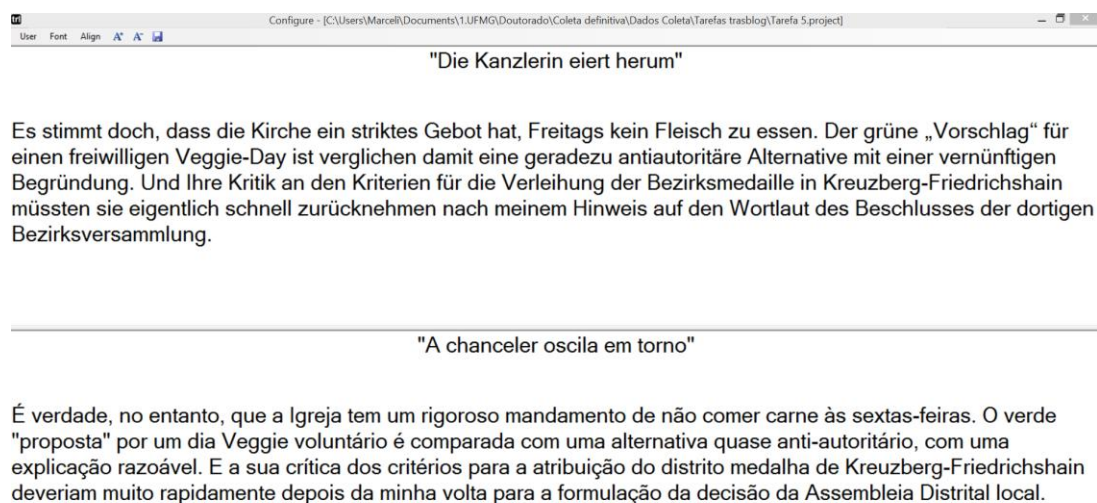 trl
Configure - [C:\Users\Marceli\Documents\1.UFMG\Doutorado\Coleta definitiva\Dados Coleta\Tarefas trasblog\Tarefa 5.project]
User Font Align A+ A-
"Die Kanzlerin eiert herum"
Es stimmt doch, dass die Kirche ein striktes Gebot hat, Freitags kein Fleisch zu essen. Der grüne „Vorschlag“ für
einen freiwilligen Veggie-Day ist verglichen damit eine geradezu antiautoritäre Alternative mit einer vernünftigen
Begründung. Und Ihre Kritik an den Kriterien für die Verleihung der Bezirksmedaille in Kreuzberg-Friedrichshain
müssten sie eigentlich schnell zurücknehmen nach meinem Hinweis auf den Wortlaut des Beschlusses der dortigen
Bezirksversammlung.
"A chanceler oscila em torno"
É verdade, no entanto, que a Igreja tem um rigoroso mandamento de não comer carne às sextas-feiras. O verde
"proposta" por um dia Veggie voluntário é comparada com uma alternativa quase anti-autoritário, com uma
explicação razoável. E a sua crítica dos critérios para a atribuição do distrito medalha de Kreuzberg-Friedrichshain
deveriam muito rapidamente depois da minha volta para a formulação da decisão da Assembleia Distrital local.